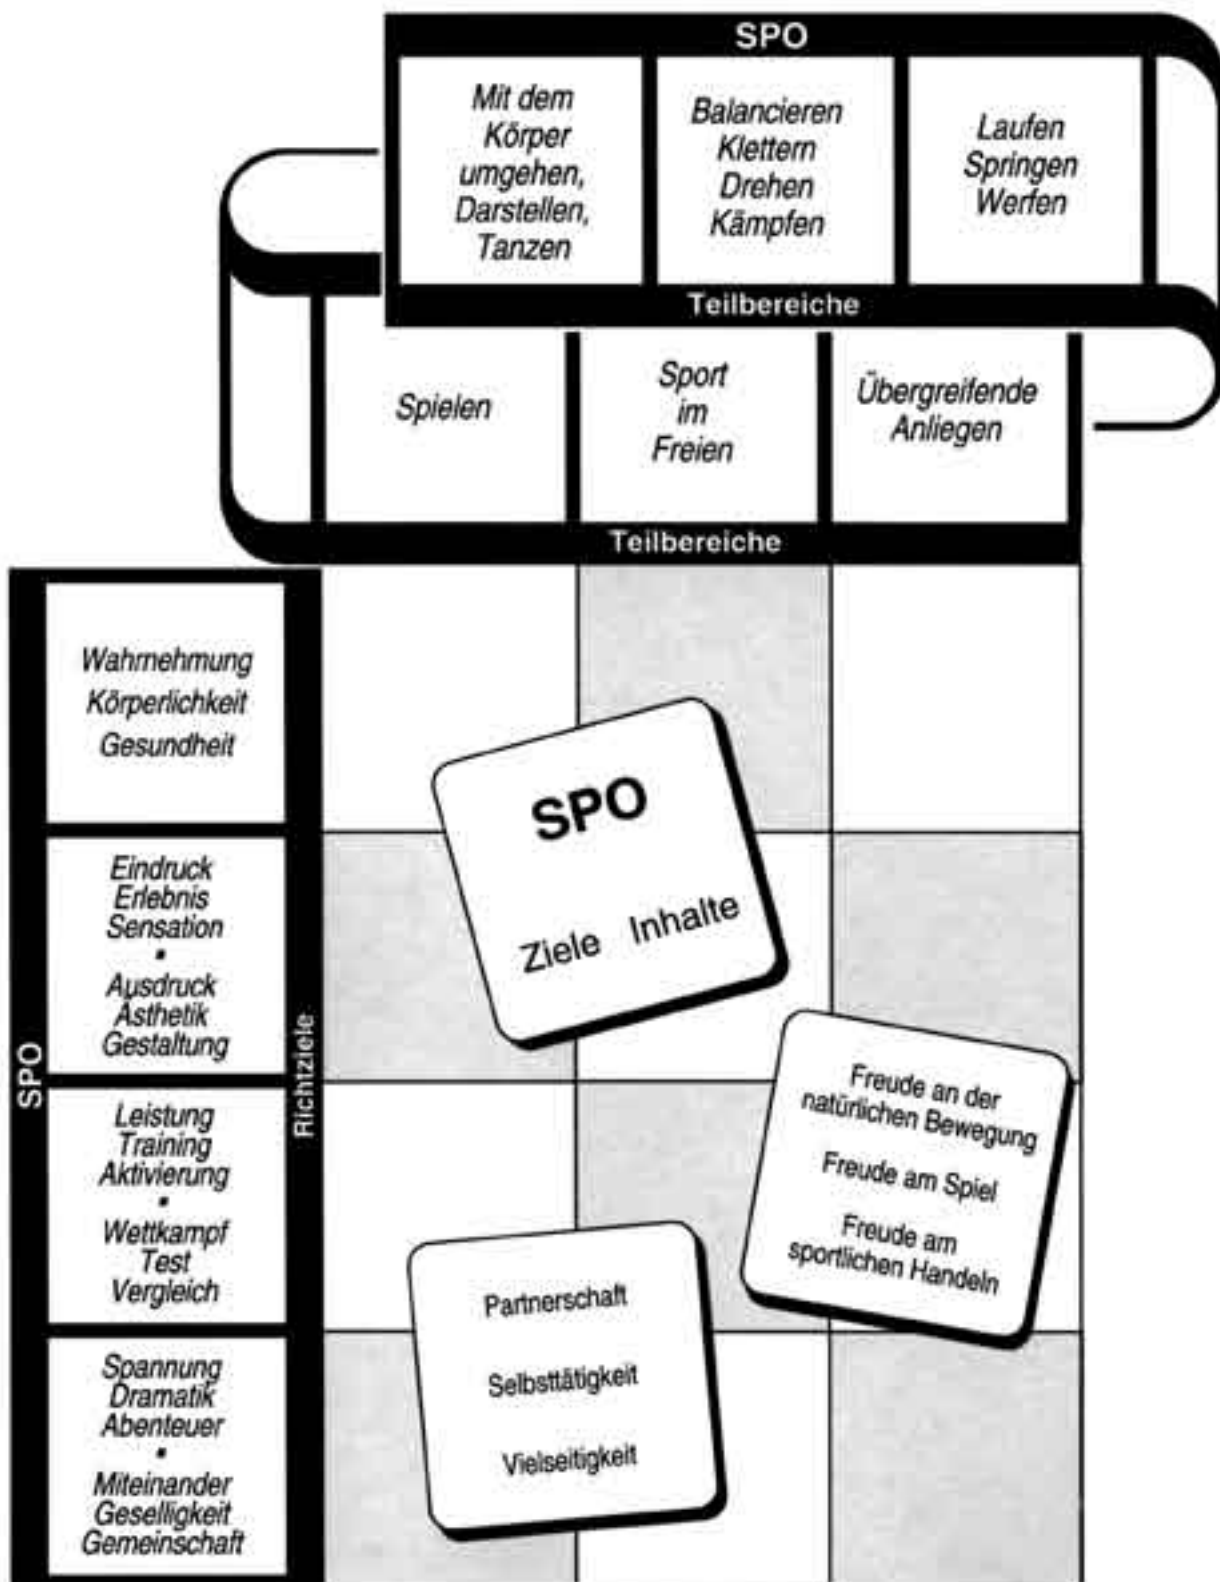 SPO
Mit dem
Körper
umgehen,
Darstellen,
Tanzen
Balancieren
Klettern
Drehen
Kämpfen
Laufen
Springen
Werfen
Teilbereiche
Spielen
Sport
im
Freien
Übergreifende
Anliegen
Teilbereiche
SPO
Richtziele
Wahrnehmung
Körperlichkeit
Gesundheit
Eindruck
Erlebnis
Sensation
▪
Ausdruck
Ästhetik
Gestaltung
Leistung
Training
Aktivierung
▪
Wettkampf
Test
Vergleich
Spannung
Dramatik
Abenteuer
▪
Miteinander
Geselligkeit
Gemeinschaft
SPO
Ziele Inhalte
Freude an der
natürlichen Bewegung
Freude am Spiel
Freude am
sportlichen Handeln
Partnerschaft
Selbsttätigkeit
Vielseitigkeit